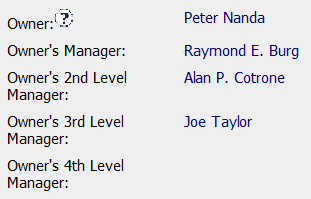 Owner: ? Peter Nanda
Owner's Manager: Raymond E. Burg
Owner's 2nd Level Alan P. Cotrone
Manager:
Owner's 3rd Level Joe Taylor
Manager:
Owner's 4th Level
Manager: